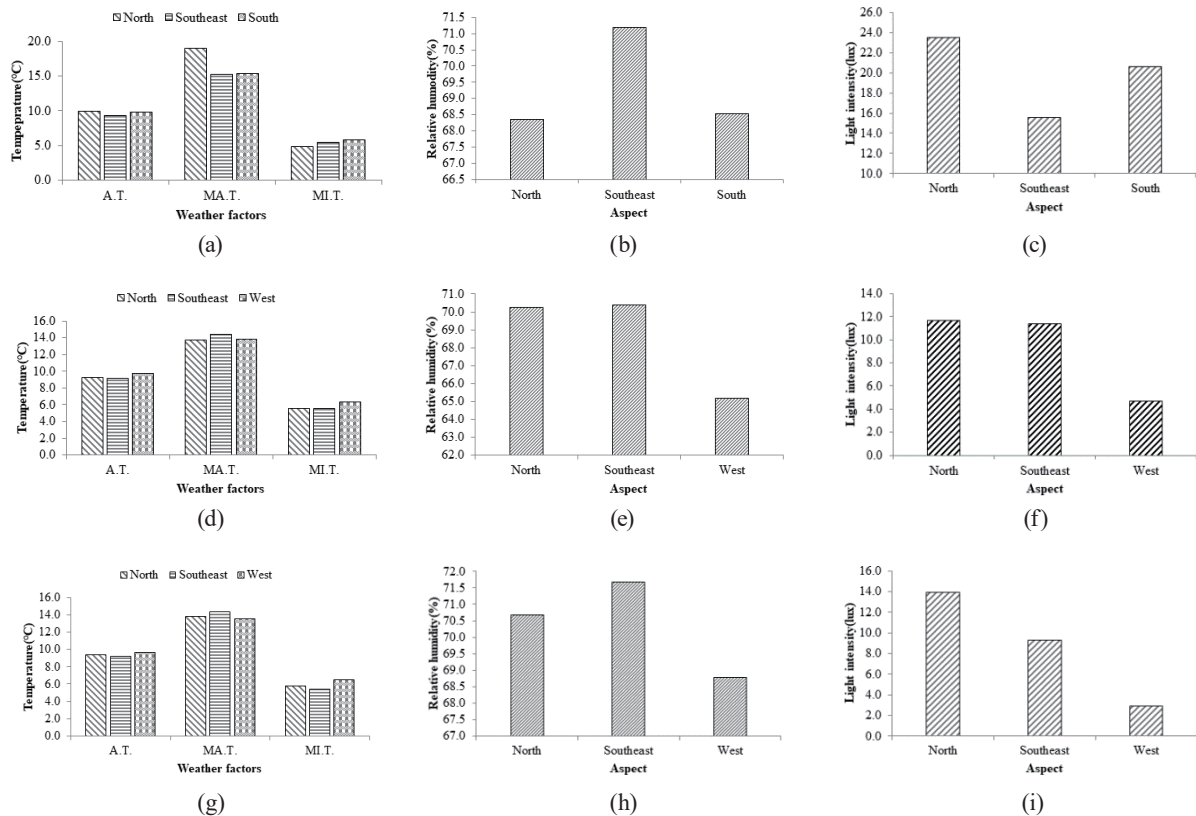 North Southeast South
Tempeprature(°C)
20.0
15.0
10.0
5.0
0.0
A.T. MA.T. MI.T.
Weather factors
(a)
Relative humodity(%)
71.5
71.0
70.5
70.0
69.5
69.0
68.5
68.0
67.5
67.0
66.5
North Southeast South
Aspect
(b)
Light intensity(lux)
26.0
24.0
22.0
20.0
18.0
16.0
14.0
12.0
10.0
North Southeast South
Aspect
(c)
North Southeast West
Temperature(°C)
16.0
14.0
12.0
10.0
8.0
6.0
4.0
2.0
0.0
A.T. MA.T. MI.T.
Weather factors
(d)
Relative humidity(%)
71.0
70.0
69.0
68.0
67.0
66.0
65.0
64.0
63.0
62.0
North Southeast West
Aspect
(e)
Light intensity(lux)
14.0
12.0
10.0
8.0
6.0
4.0
2.0
0.0
North Southeast West
Aspect
(f)
North Southeast West
Temperature(°C)
16.0
14.0
12.0
10.0
8.0
6.0
4.0
2.0
0.0
A.T. MA.T. MI.T.
Weather factors
(g)
Relative humidity(%)
72.0
71.5
71.0
70.5
70.0
69.5
69.0
68.5
68.0
67.5
67.0
North Southeast West
Aspect
(h)
Light intensity(lux)
16.0
14.0
12.0
10.0
8.0
6.0
4.0
2.0
0.0
North Southeast West
Aspect
(i)